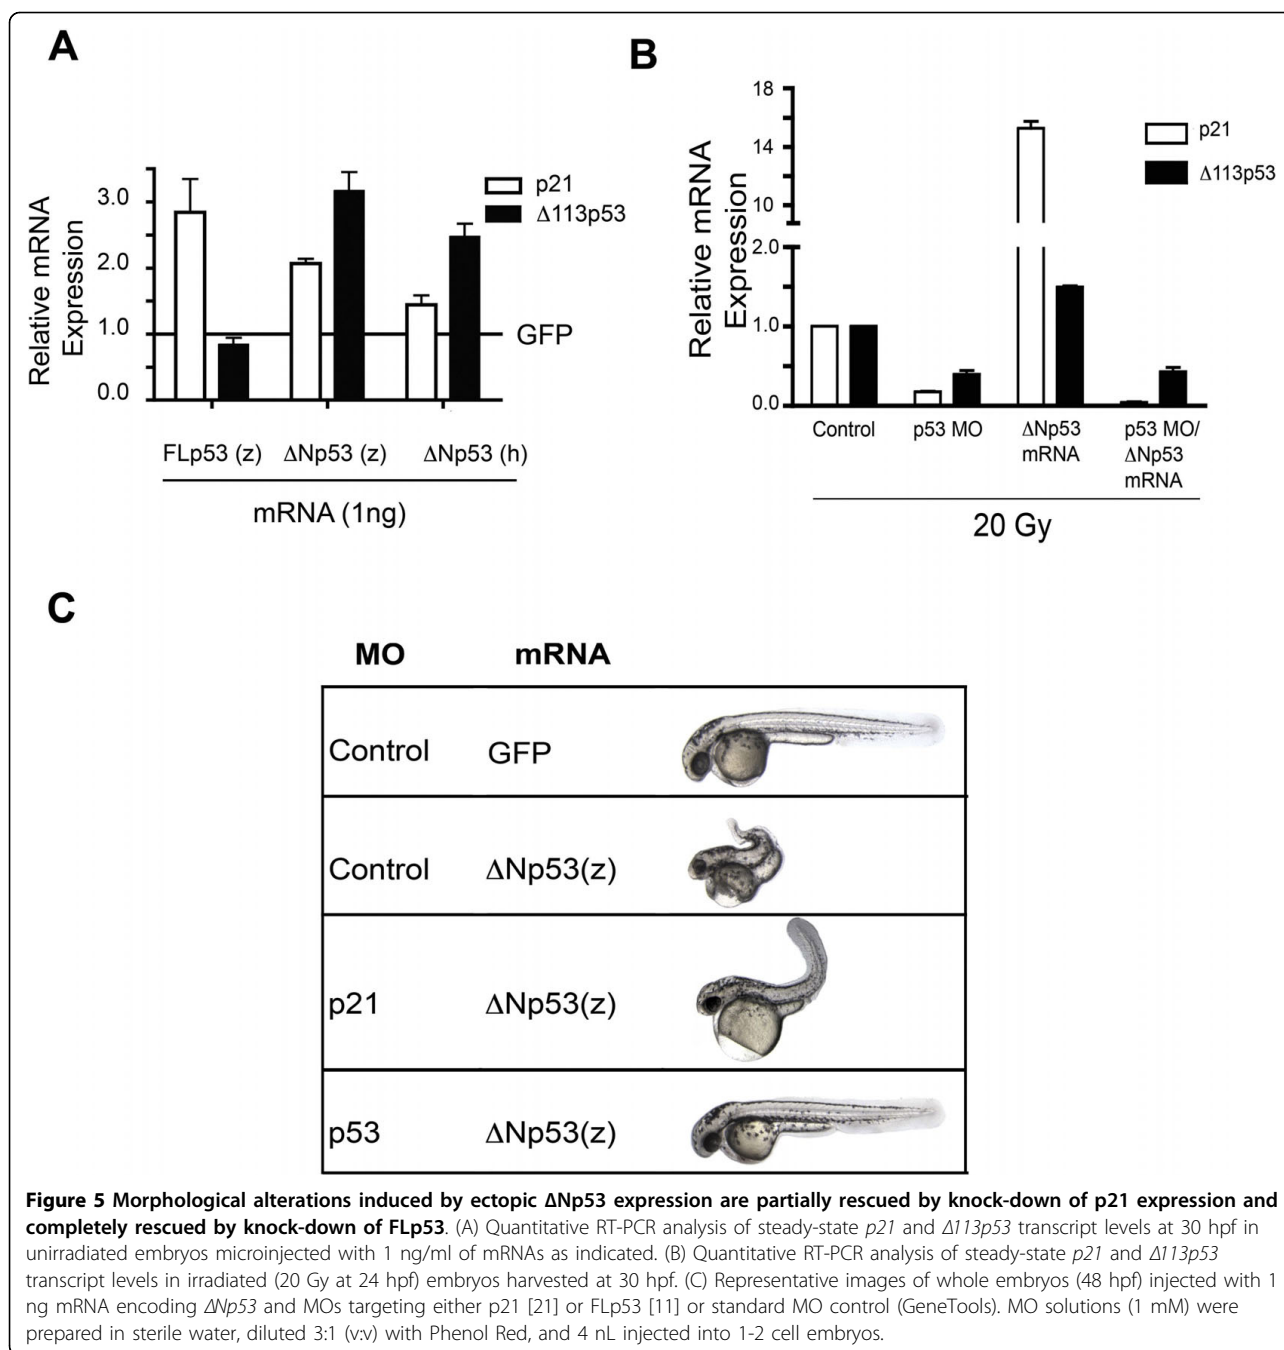 A
Relative mRNA
Expression
3.0
2.0
1.0
0.0
p21
Δ113p53
GFP
FLp53 (z) ΔNp53 (z) ΔNp53 (h)
mRNA (1ng)
B
Relative mRNA
Expression
18
14
10
2.0
1.0
0.0
p21
Δ113p53
Control
p53 MO
ΔNp53
mRNA
p53 MO/
ΔNp53
mRNA
20 Gy
C
MO mRNA
Control GFP
Control ΔNp53(z)
p21 ΔNp53(z)
p53 ΔNp53(z)
Figure 5 Morphological alterations induced by ectopic ΔNp53 expression are partially rescued by knock-down of p21 expression and
completely rescued by knock-down of FLp53. (A) Quantitative RT-PCR analysis of steady-state p21 and Δ113p53 transcript levels at 30 hpf in
unirradiated embryos microinjected with 1 ng/ml of mRNAs as indicated. (B) Quantitative RT-PCR analysis of steady-state p21 and Δ113p53
transcript levels in irradiated (20 Gy at 24 hpf) embryos harvested at 30 hpf. (C) Representative images of whole embryos (48 hpf) injected with 1
ng mRNA encoding ΔNp53 and MOs targeting either p21 [21] or FLp53 [11] or standard MO control (GeneTools). MO solutions (1 mM) were
prepared in sterile water, diluted 3:1 (v:v) with Phenol Red, and 4 nL injected into 1-2 cell embryos.